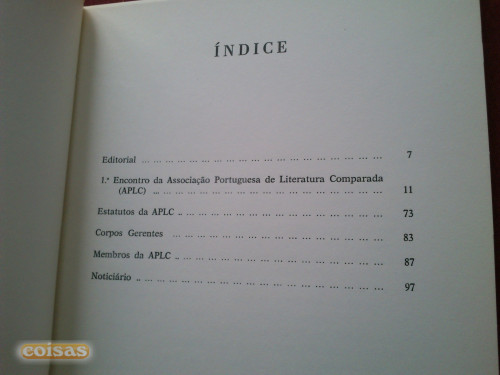 ÍNDICE
Editorial ... ... ... ... ... ... ... ... ... ... ... ... ... ... ... ... ... 7
1.ª Encontro da Associação Portuguesa de Literatura Comparada
(APLC) ... ... ... ... ... ... ... ... ... ... ... ... ... ... ... ... 11
Estatutos da APLC .. ... ... ... ... ... ... ... ... ... ... ... ... ... 73
Corpos Gerentes ... ... ... ... ... ... ... ... ... ... ... ... ... ... 83
Membros da APLC .. ... ... ... ... ... ... ... ... ... ... ... ... ... 87
Noticiário .. ... ... ... ... ... ... ... ... ... ... ... ... ... ... ... ... 97
coisas